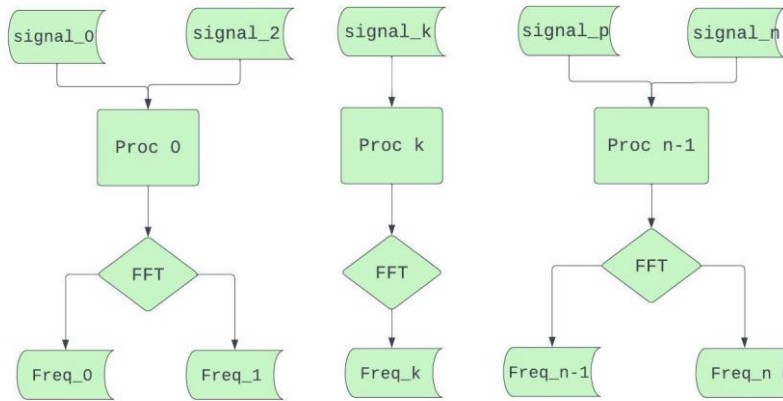 signal_0
signal_2
signal_k
signal_p
signal_n
Proc 0
Proc k
Proc n-1
FFT
FFT
FFT
Freq_0
Freq_1
Freq_k
Freq_n-1
Freq_n